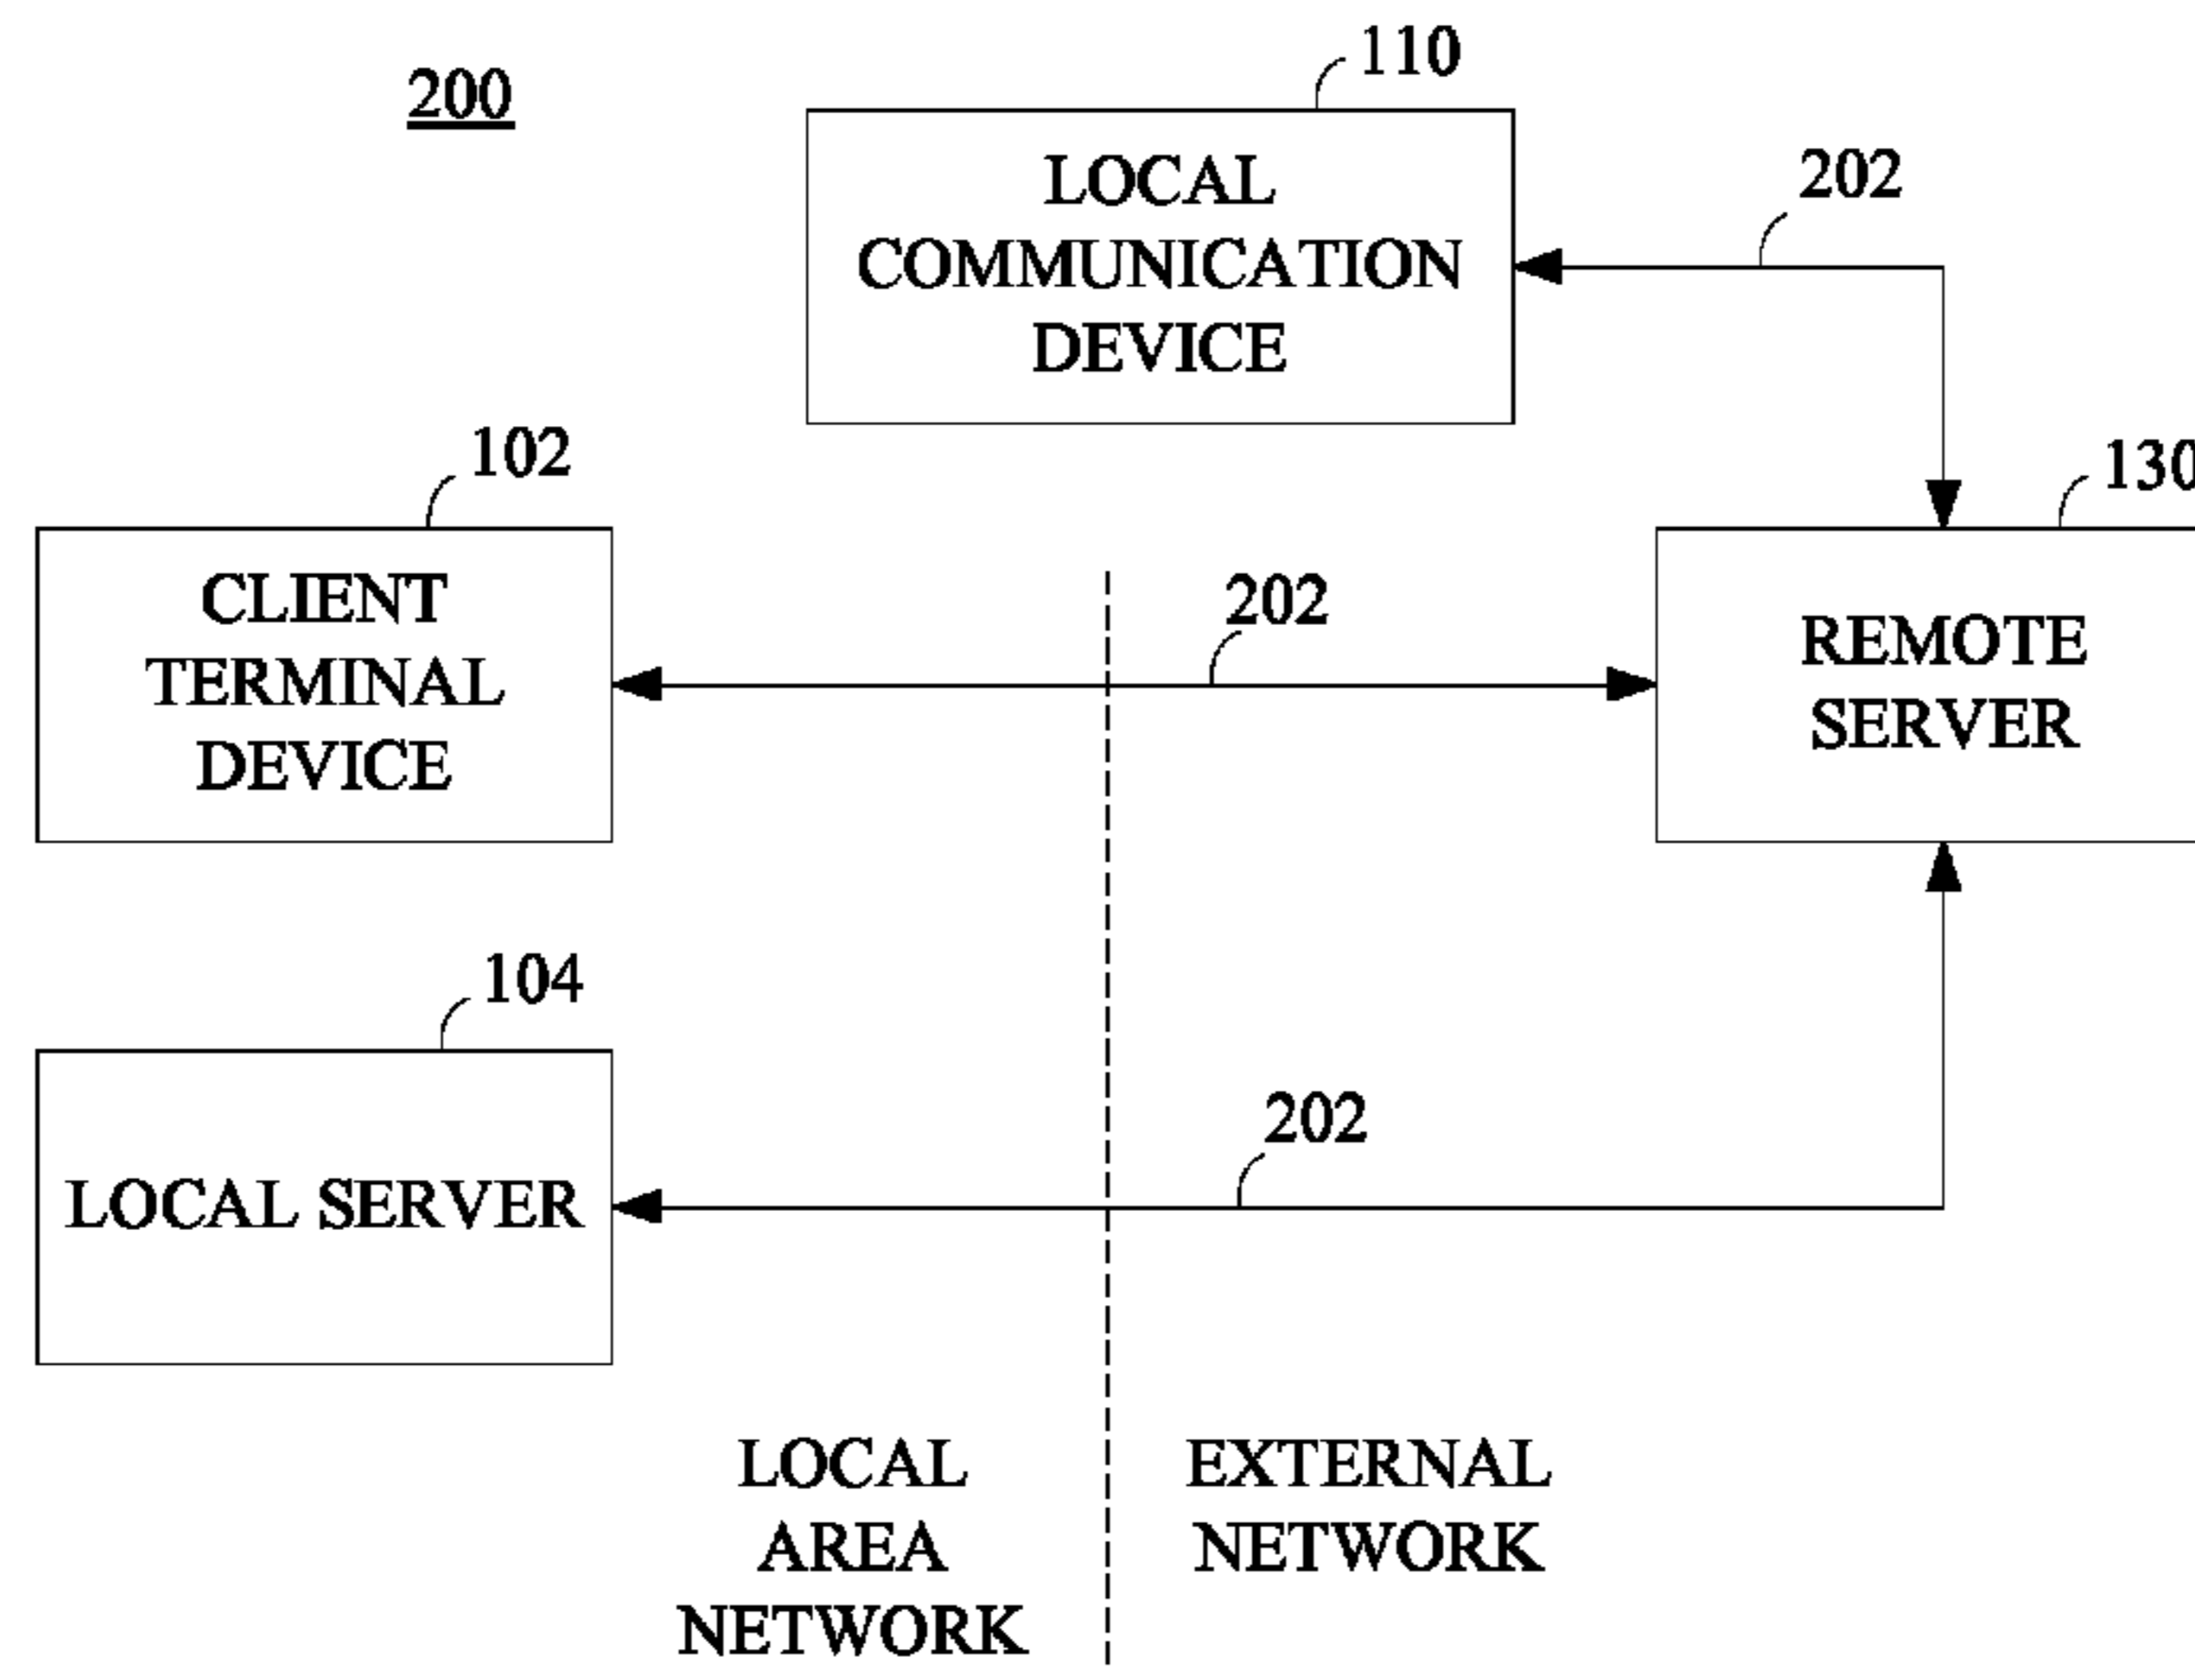 200
110
LOCAL
COMMUNICATION
DEVICE
202
102
CLIENT
TERMINAL
DEVICE
202
130
REMOTE
SERVER
104
LOCAL SERVER
202
LOCAL
AREA
NETWORK
EXTERNAL
NETWORK